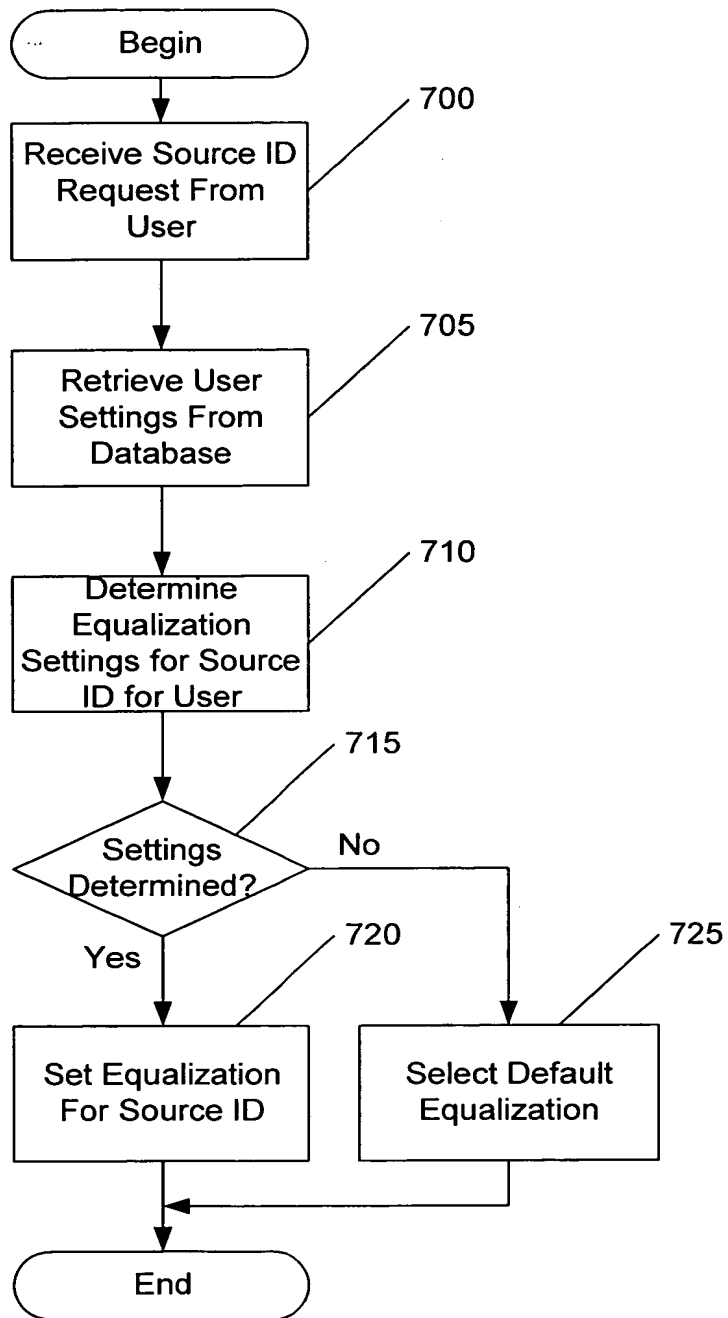 Begin
700
Receive Source ID
Request From
User
705
Retrieve User
Settings From
Database
710
Determine
Equalization
Settings for Source
ID for User
715
Settings
Determined?
No
Yes
720
725
Set Equalization
For Source ID
Select Default
Equalization
End